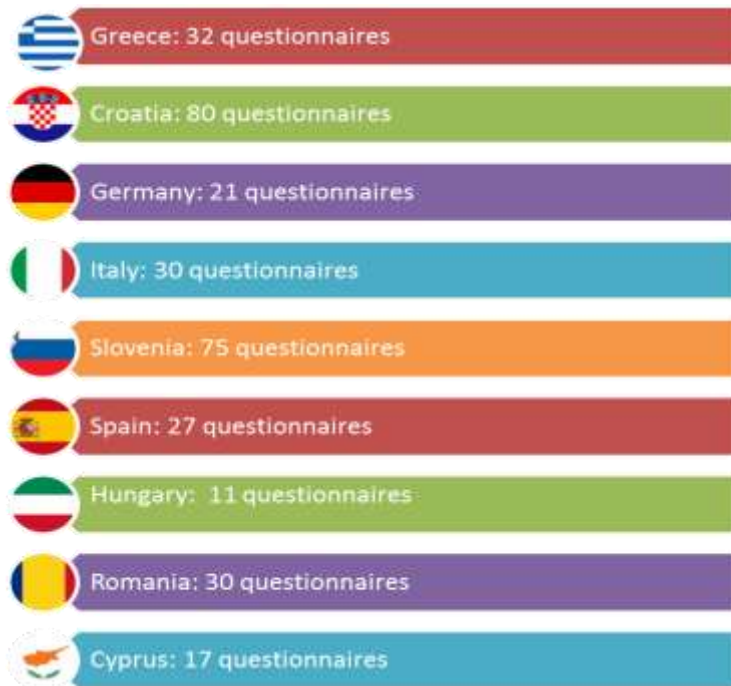 Greece: 32 questionnaires
Croatia: 80 questionnaires
Germany: 21 questionnaires
Italy: 30 questionnaires
Slovenia: 75 questionnaires
Spain: 27 questionnaires
Hungary:  11 questionnaires
Romania: 30 questionnaires
Cyprus: 17 questionnaires